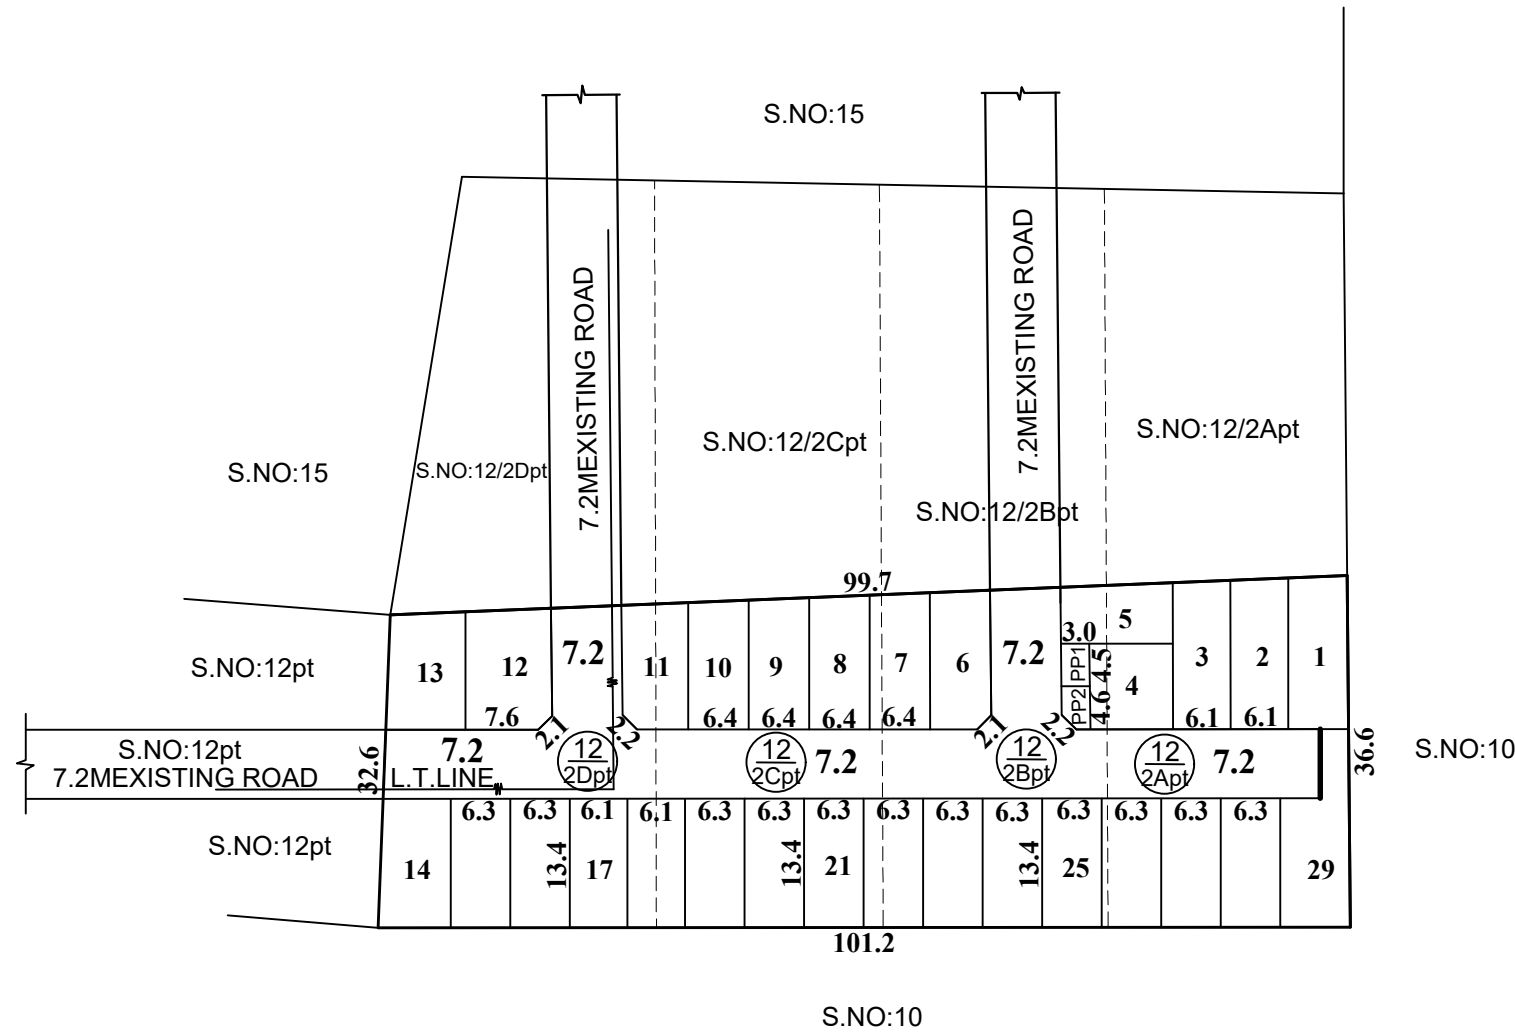 S.NO:15
7.2MEXISTING ROAD
7.2MEXISTING ROAD
S.NO:12/2Apt
S.NO:12/2Cpt
S.NO:15
S.NO:12/2Dpt
S.NO:12/2Bpt
99.7
5
3.0
7.2
7.2
S.NO:12pt
13
12
11
10
9
8
7
6
PP1
4.5
4
3
2
1
PP2
4.6
7.6
2.1
2.2
6.4
6.4
6.4
6.4
2.1
2.2
6.1
6.1
S.NO:12pt
7.2
12
2Dpt
12
2Cpt
7.2
12
2Bpt
12
2Apt
7.2
36.6
S.NO:10
32.6
7.2MEXISTING ROAD
L.T.LINE
6.3
6.3
6.1
6.1
6.3
6.3
6.3
6.3
6.3
6.3
6.3
6.3
6.3
6.3
S.NO:12pt
14
13.4
17
13.4
21
13.4
25
29
101.2
S.NO:10